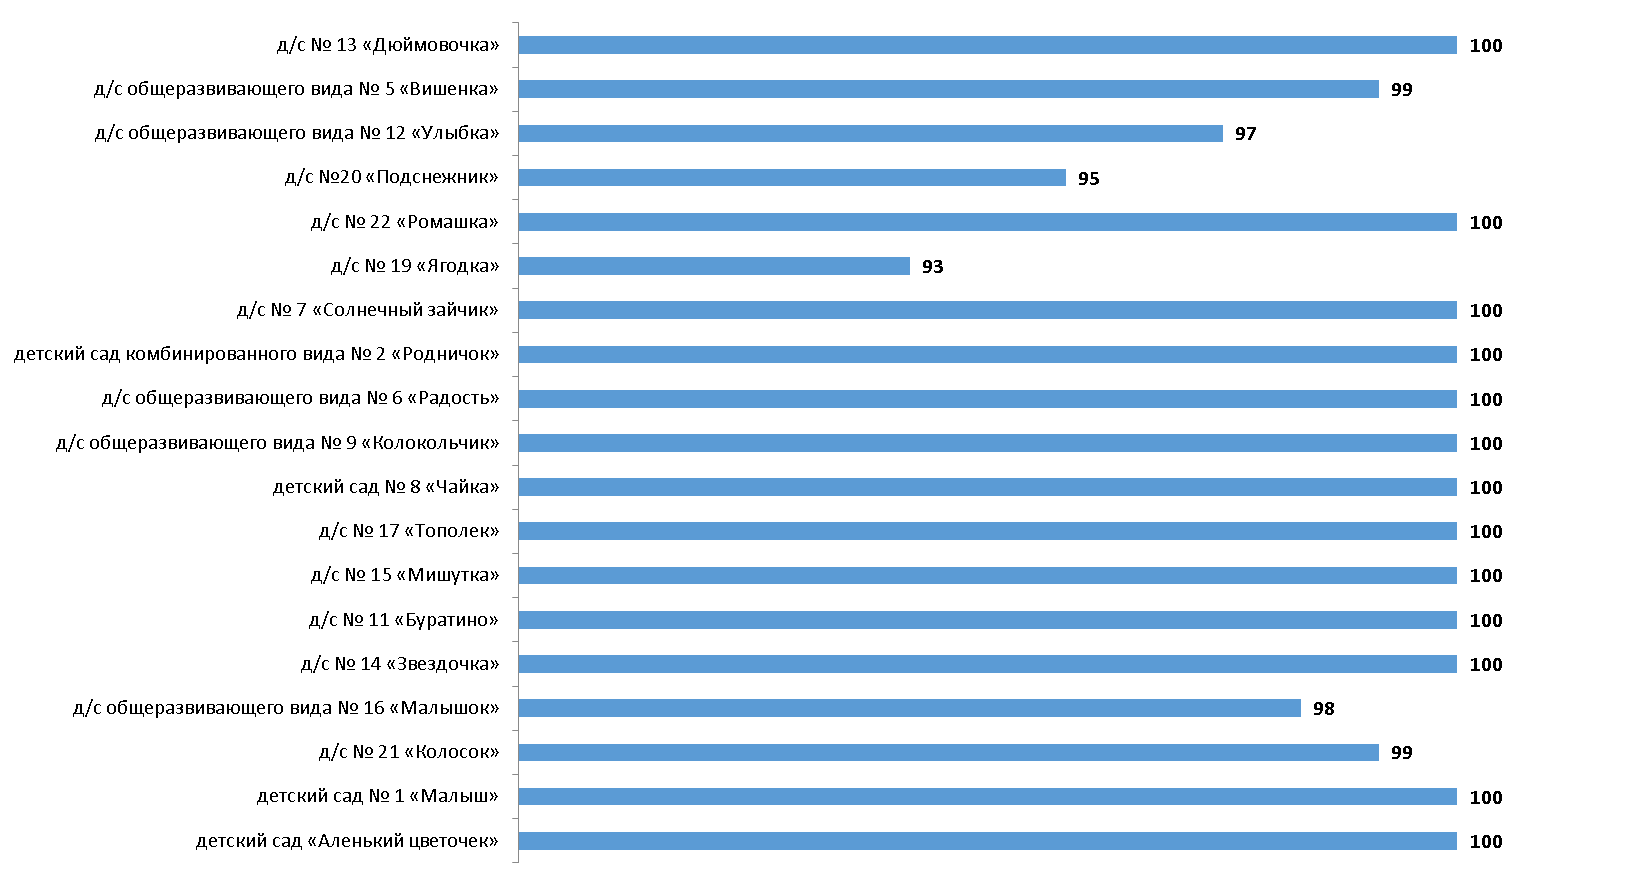 д/с № 13 «Дюймовочка» 100
д/с общеразвивающего вида № 5 «Вишенка» 99
д/с общеразвивающего вида № 12 «Улыбка» 97
д/с №20 «Подснежник» 95
д/с № 22 «Ромашка» 100
д/с № 19 «Ягодка» 93
д/с № 7 «Солнечный зайчик» 100
детский сад комбинированного вида № 2 «Родничок» 100
д/с общеразвивающего вида № 6 «Радость» 100
д/с общеразвивающего вида № 9 «Колокольчик» 100
детский сад № 8 «Чайка» 100
д/с № 17 «Тополек» 100
д/с № 15 «Мишутка» 100
д/с № 11 «Буратино» 100
д/с № 14 «Звездочка» 100
д/с общеразвивающего вида № 16 «Малышок» 98
д/с № 21 «Колосок» 99
детский сад № 1 «Малыш» 100
детский сад «Аленький цветочек» 100